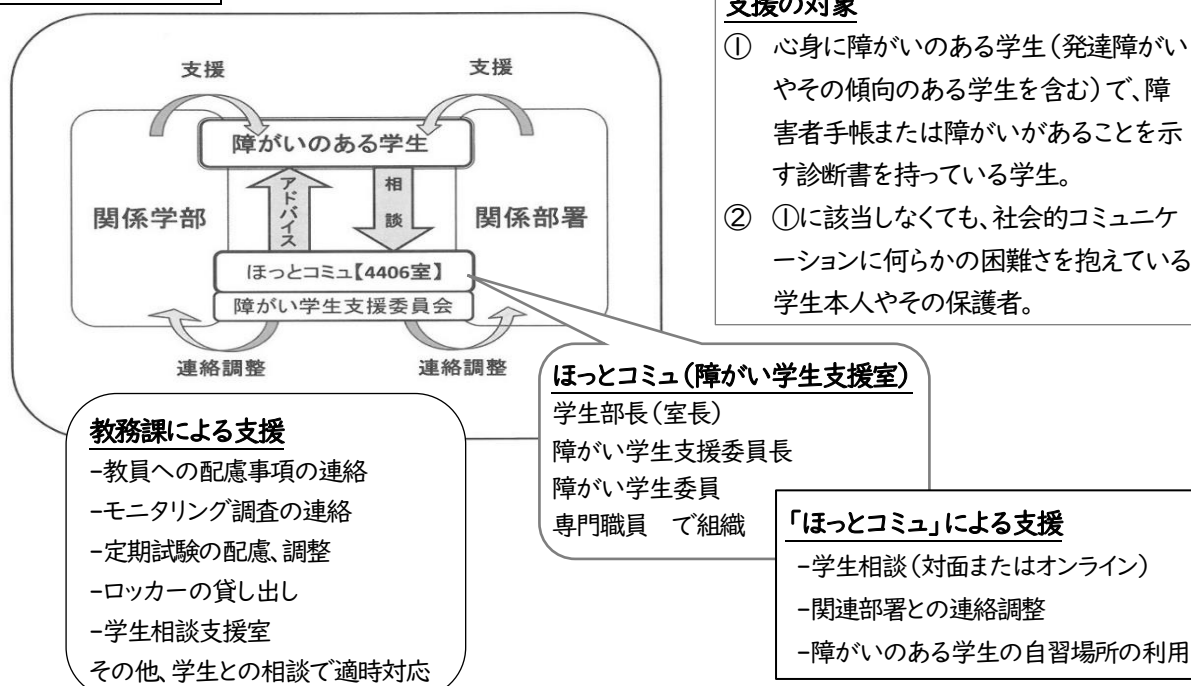 支援の対象
① 心身に障がいのある学生(発達障がい
やその傾向のある学生を含む)で、障
害者手帳または障がいがあることを示
す診断書を持っている学生。
② ①に該当しなくても、社会的コミュニケ
ーションに何らかの困難さを抱えている
学生本人やその保護者。
支援
支援
障がいのある学生
関係学部
アドバイス
相談
関係部署
ほっとコミュ【4406室】
障がい学生支援委員会
連絡調整
連絡調整
ほっとコミュ(障がい学生支援室)
学生部長(室長)
障がい学生支援委員長
障がい学生委員
専門職員 で組織
教務課による支援
-教員への配慮事項の連絡
-モニタリング調査の連絡
-定期試験の配慮、調整
-ロッカーの貸し出し
-学生相談支援室
その他、学生との相談で適時対応
「ほっとコミュ」による支援
-学生相談(対面またはオンライン)
-関連部署との連絡調整
-障がいのある学生の自習場所の利用